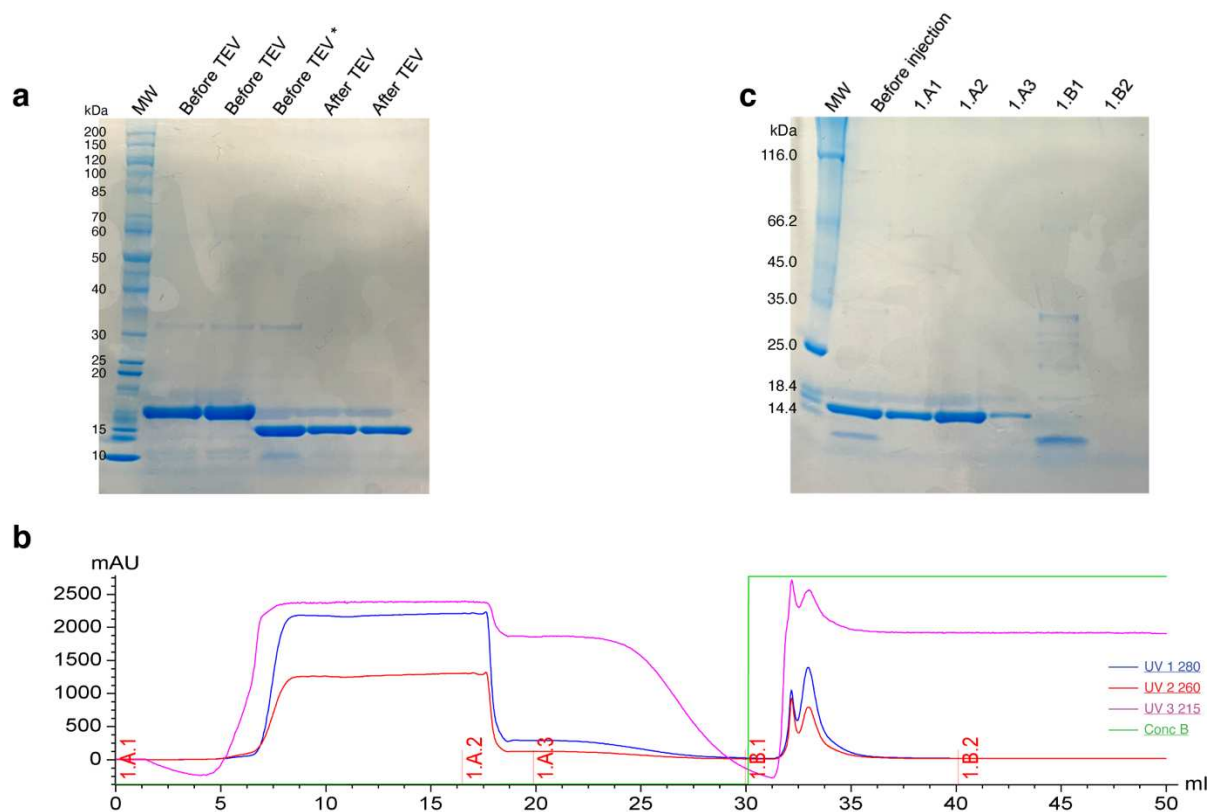 a
kDa
MW
Before TEV
Before TEV
Before TEV *
After TEV
After TEV
200
150
120
100
85
70
60
50
40
30
25
20
15
10
c
kDa
MW
Before injection
1.A1
1.A2
1.A3
1.B1
1.B2
116.0
66.2
45.0
35.0
25.0
18.4
14.4
b
mAU
2500
2000
1500
1000
500
0
1.A.1
1.A.2
1.A.3
1.B.1
1.B.2
UV 1 280
UV 2 260
UV 3 215
Conc B
0 5 10 15 20 25 30 35 40 45 50 ml